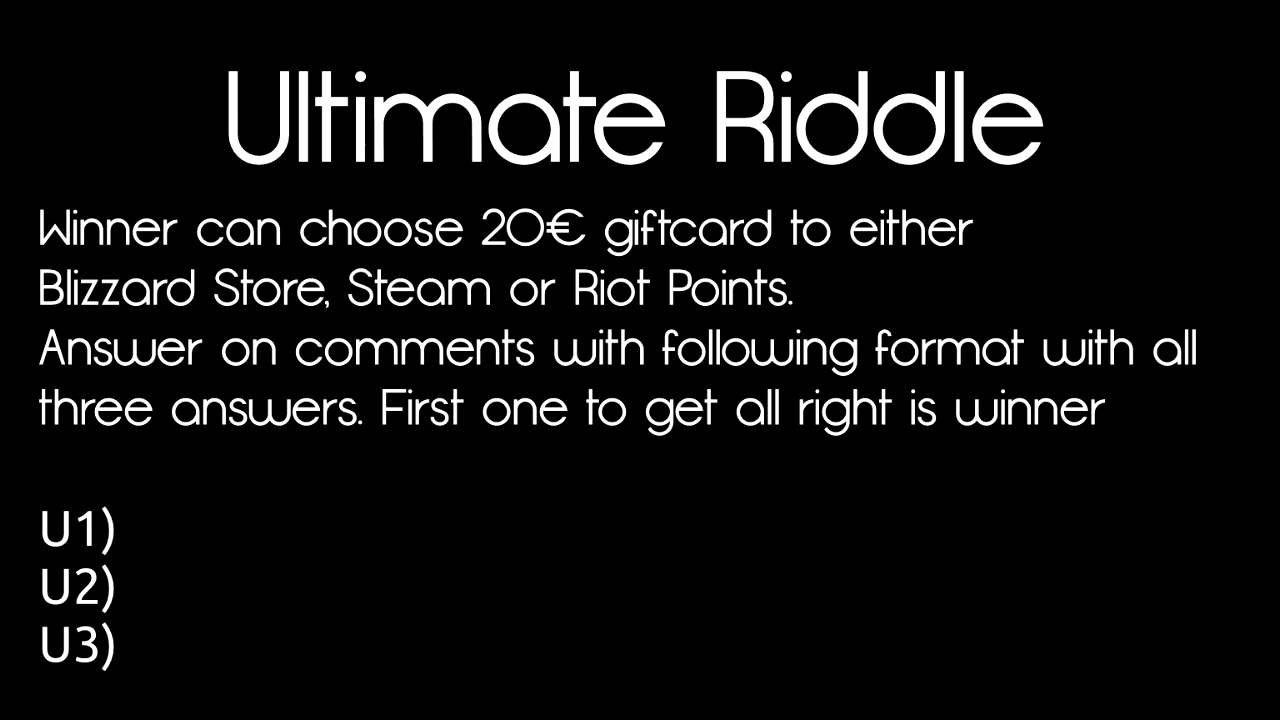 Ultimate Riddle
Winner can choose 20€ giftcard to either
Blizzard Store, Steam or Riot Points.
Answer on comments with following format with all
three answers. First one to get all right is winner
U1)
U2)
U3)